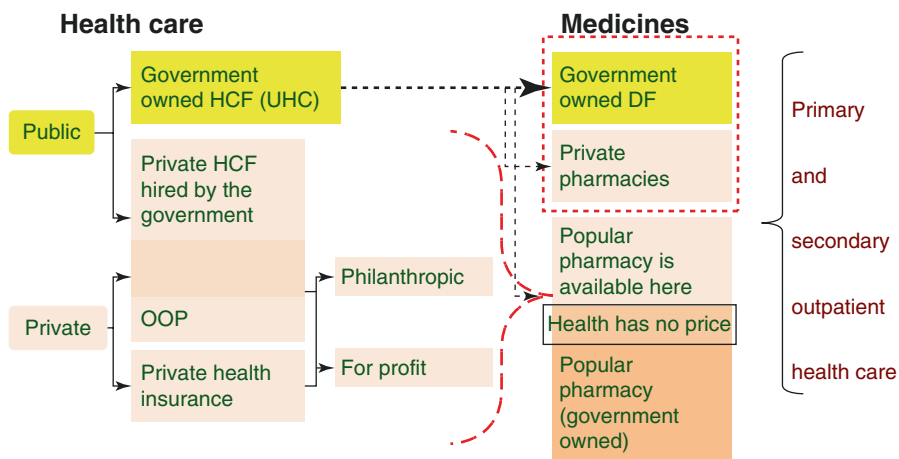 Health care
Medicines
Public
Government
owned HCF (UHC)
Private HCF
hired by the
government
Private
OOP
Private health
insurance
Philanthropic
For profit
Government
owned DF
Private
pharmacies
Popular
pharmacy is
available here
Health has no price
Popular
pharmacy
(government
owned)
Primary
and
secondary
outpatient
health care